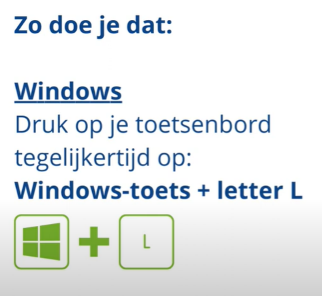 Zo doe je dat:
Windows
Druk op je toetsenbord
tegelijkertijd op:
Windows-toets + letter L
+ L